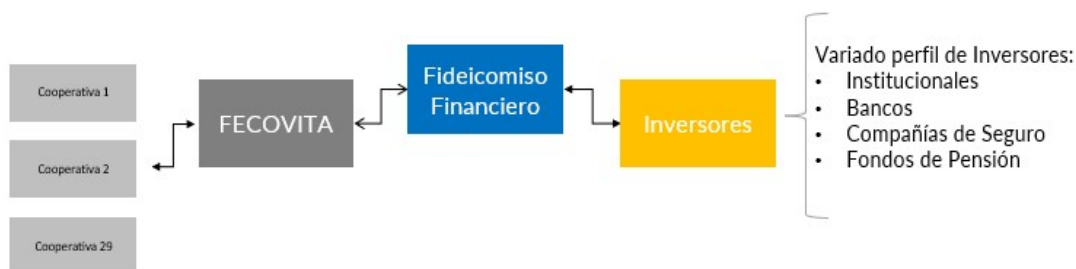 Cooperativa 1
Cooperativa 2
Cooperativa 29
FECOVITA
Fideicomiso
Financiero
Inversores
Variado perfil de Inversores:
• Institucionales
• Bancos
• Compañías de Seguro
• Fondos de Pensión